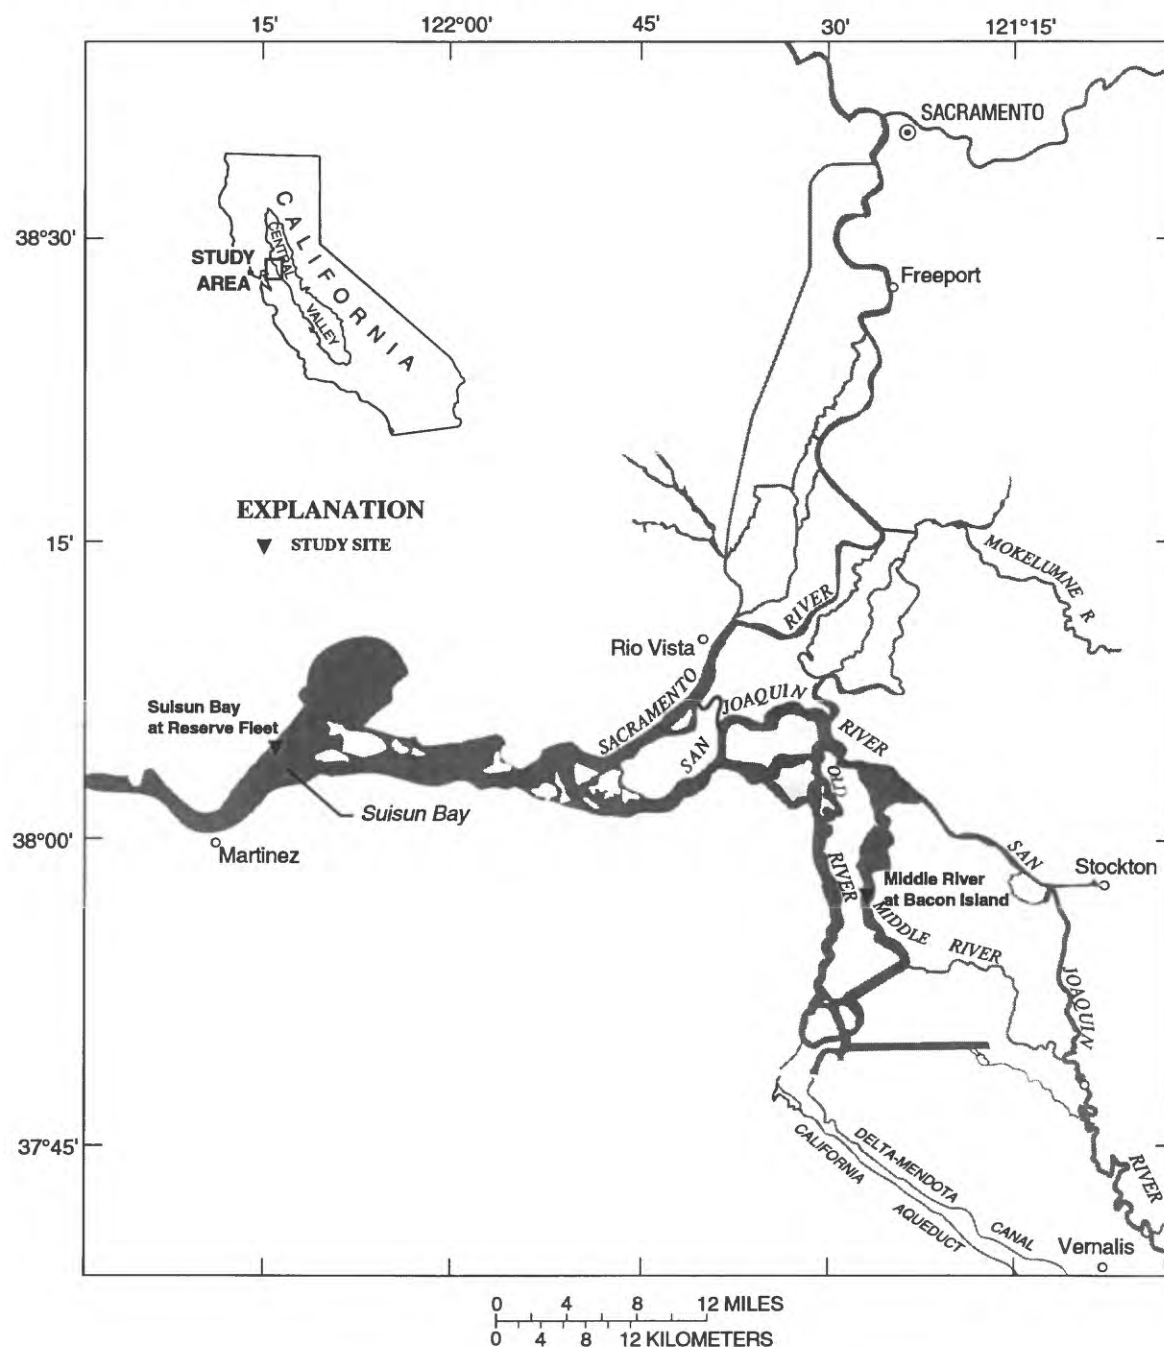 15' 122°00' 45' 30' 121°15'
SACRAMENTO
38°30'
CALIFORNIA
CENTRAL
VALLEY
STUDY
AREA
Freeport
EXPLANATION
STUDY SITE
15'
MOKELUMNE R
RIVER
Rio Vista
SACRAMENTO
JOAQUIN
SAN
RIVER
OLD
Suisun Bay
at Reserve Fleet
Suisun Bay
38°00'
Martinez
SAN
Stockton
RIVER
Middle River
at Bacon Island
MIDDLE RIVER
JOAQUIN
37°45'
DELTA-MENDOTA
CANAL
CALIFORNIA
AQUEDUCT
RIVER
Vernalis
0 4 8 12 MILES
0 4 8 12 KILOMETERS